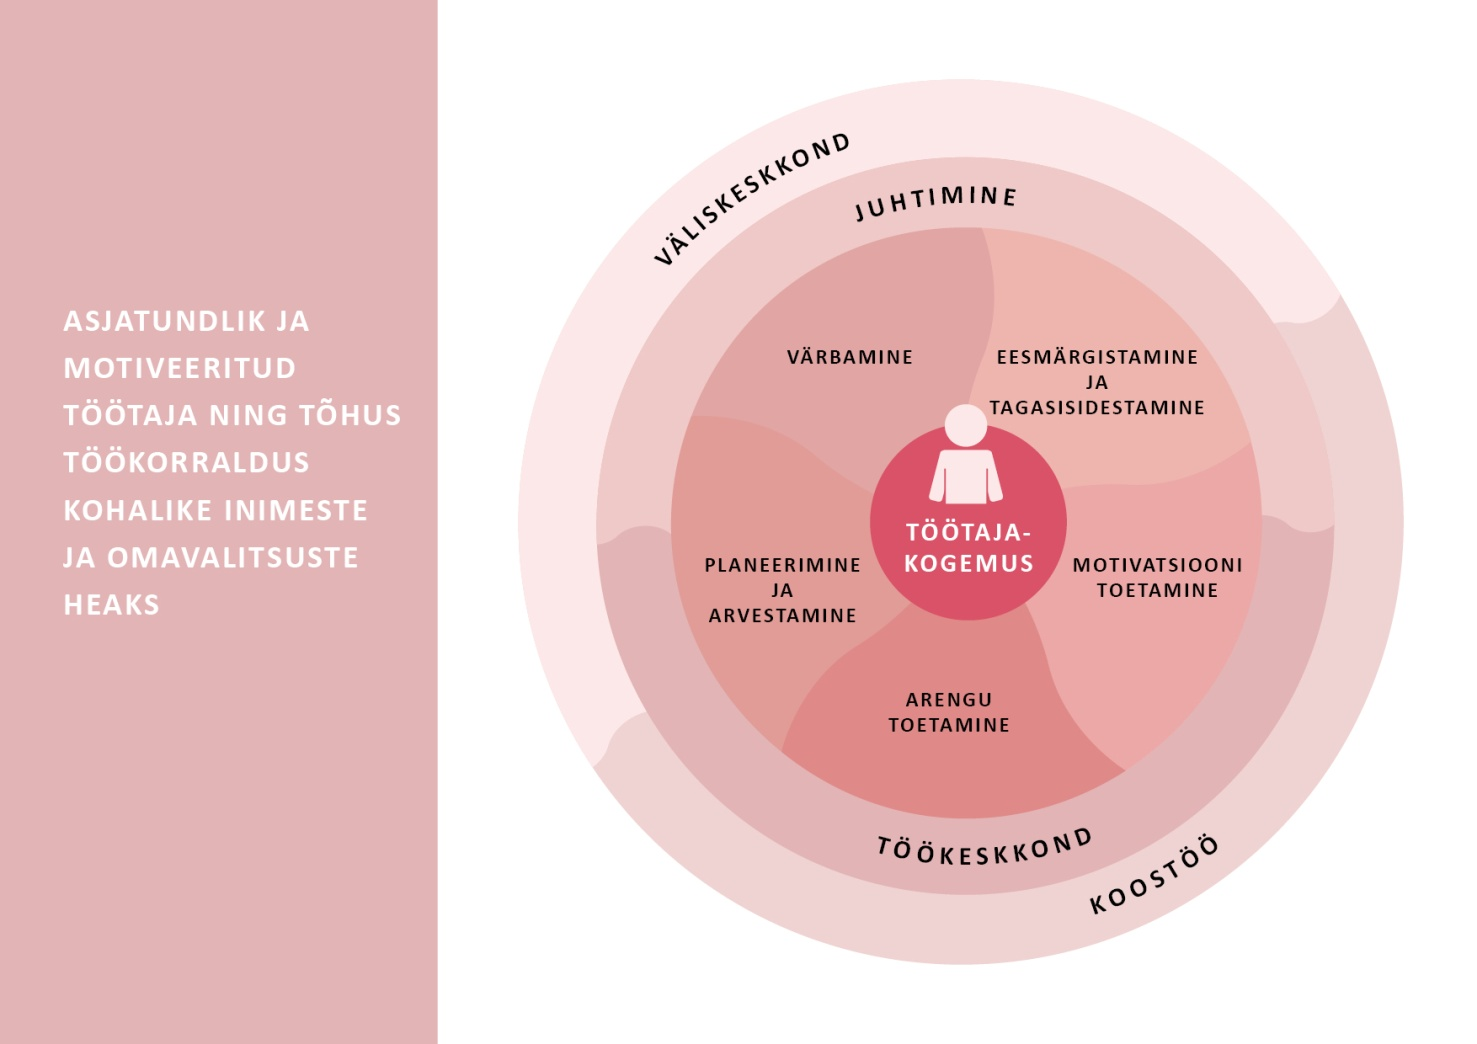 ASJATUNDLIK JA
MOTIVEERITUD
TÖÖTAJA NING TÕHUS
TÖÖKORRALDUS
KOHALIKE INIMESTE
JA OMAVALITSUSTE
HEAKS
VÄLISKESKKOND
JUHTIMINE
VÄRBAMINE
EESMÄRGISTAMINE
JA
TAGASISIDESTAMINE
TÖÖTAJA-
KOGEMUS
PLANEERIMINE
JA
ARVESTAMINE
MOTIVATSIOONI
TOETAMINE
ARENGU
TOETAMINE
TÖÖKESKKOND
KOOSTÖÖ